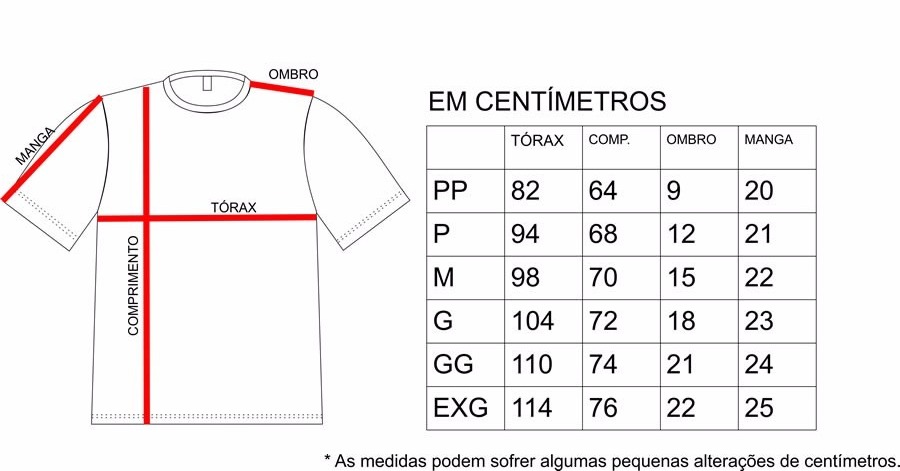 OMBRO
MANGA
TÓRAX
COMPRIMENTO
EM CENTÍMETROS
TÓRAX COMP. OMBRO MANGA
PP 82 64 9 20
P 94 68 12 21
M 98 70 15 22
G 104 72 18 23
GG 110 74 21 24
EXG 114 76 22 25
* As medidas podem sofrer algumas pequenas alterações de centímetros.